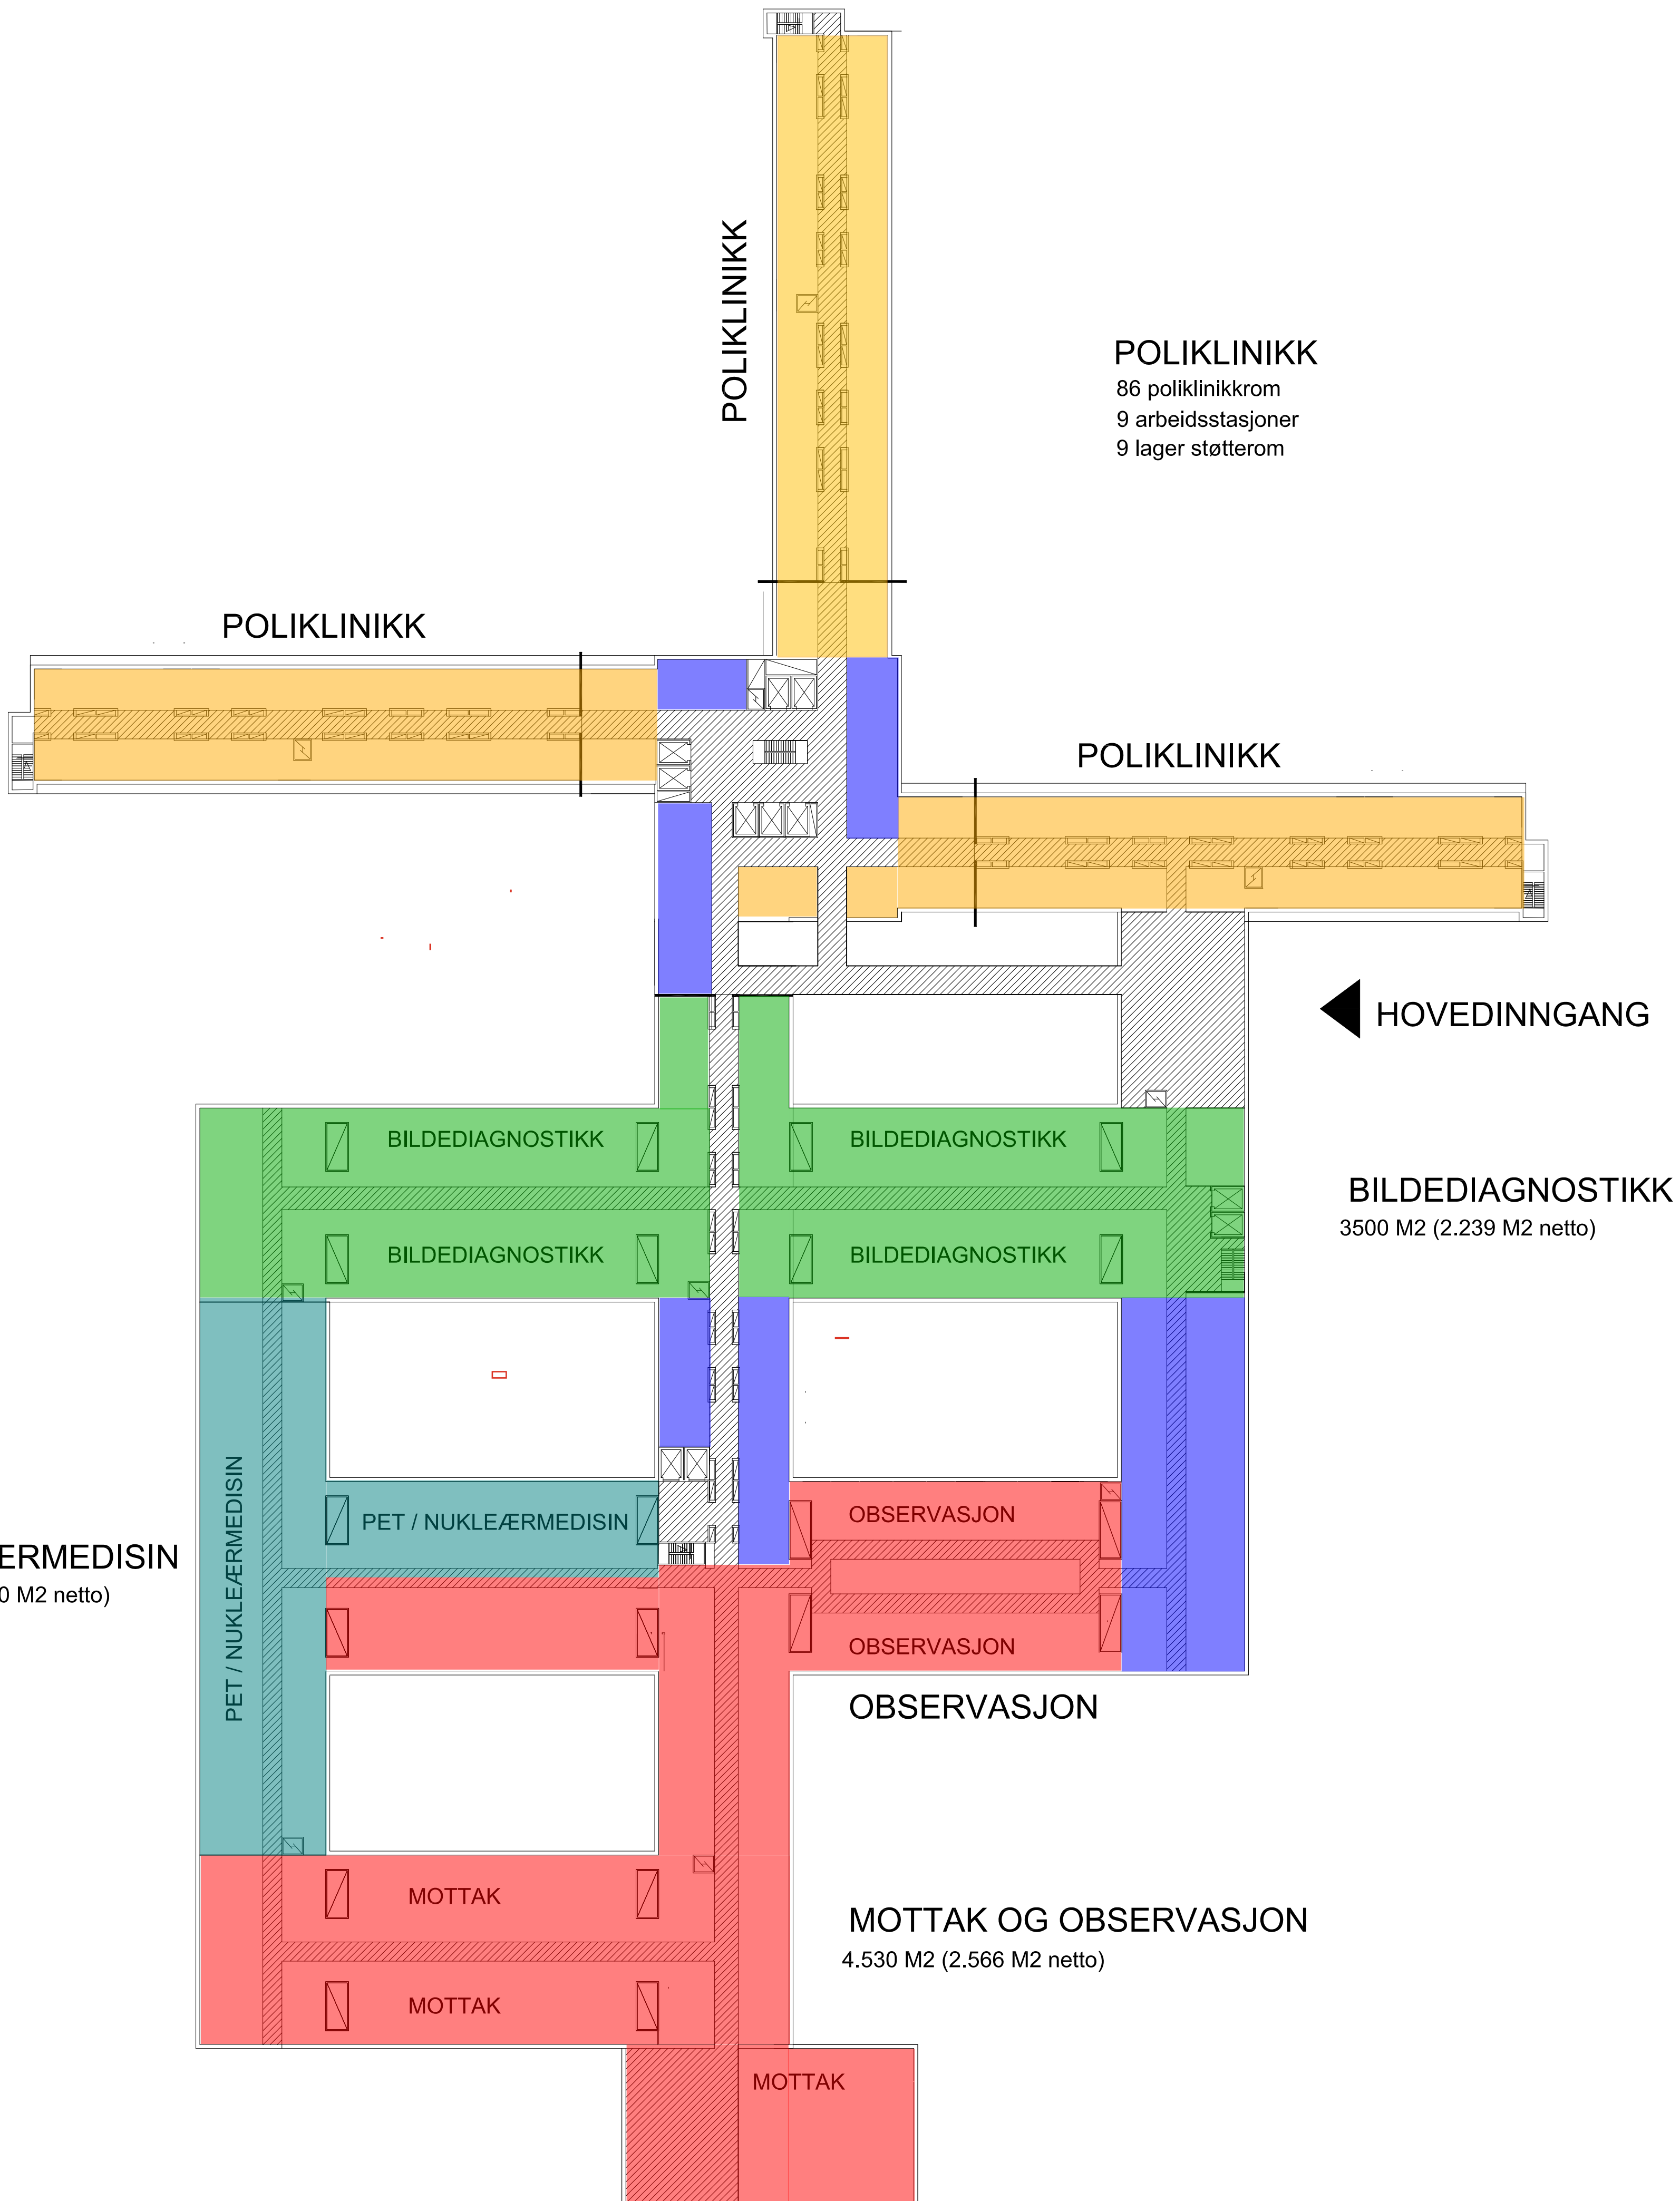 POLIKLINIKK
POLIKLINIKK
86 poliklinikkrom
9 arbeidsstasjoner
9 lager støtterom
POLIKLINIKK
POLIKLINIKK
HOVEDINNGANG
BILDEDIAGNOSTIKK
BILDEDIAGNOSTIKK
BILDEDIAGNOSTIKK
3500 M2 (2.239 M2 netto)
BILDEDIAGNOSTIKK
BILDEDIAGNOSTIKK
PET / NUKLEÆRMEDISIN
PET / NUKLEÆRMEDISIN
OBSERVASJON
ERMEDISIN
0 M2 netto)
OBSERVASJON
OBSERVASJON
MOTTAK
MOTTAK OG OBSERVASJON
4.530 M2 (2.566 M2 netto)
MOTTAK
MOTTAK